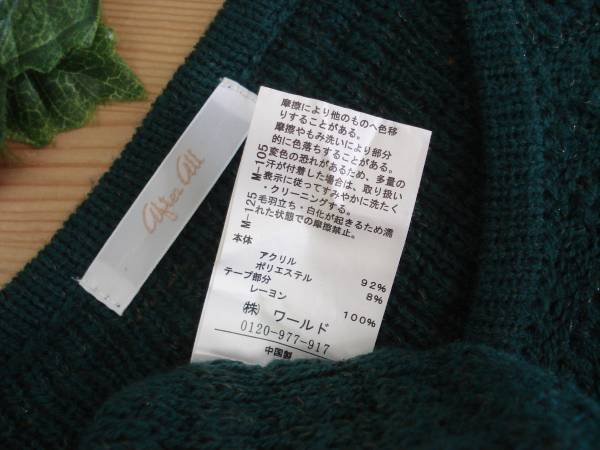 After All
摩擦により他のものへ色移
りすることがある。
摩擦やもみ洗いにより部分
的に色落ちすることがある。
変色の恐れがあるため、多量の
汗が付着した場合は、取り扱い
表示に従ってすみやかに洗たく
・クリーニングする。
毛羽立ち・白化が起きるため濡
れた状態での摩擦禁止。
M-125 M-105
本体
アクリル 92%
ポリエステル 8%
テープ部分
レーヨン 100%
㈱ ワールド
0120-977-917
中国製